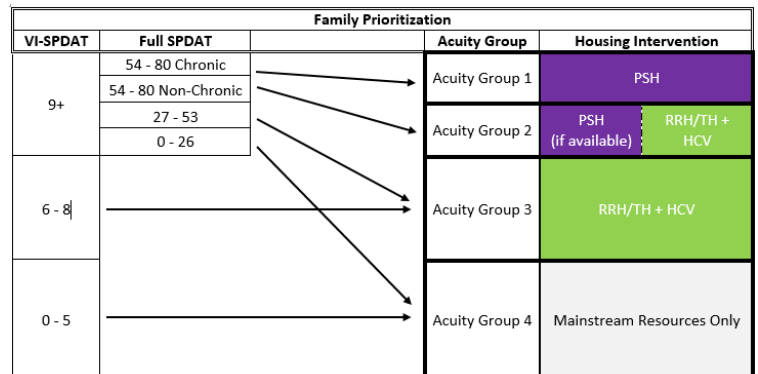 Family Prioritization
VI-SPDAT Full SPDAT Acuity Group Housing Intervention
9+
54 - 80 Chronic
54 - 80 Non-Chronic
27 - 53
0 - 26
Acuity Group 1
PSH
Acuity Group 2
PSH
(if available)
RRH/TH +
HCV
6 - 8
Acuity Group 3
RRH/TH + HCV
0 - 5
Acuity Group 4
Mainstream Resources Only